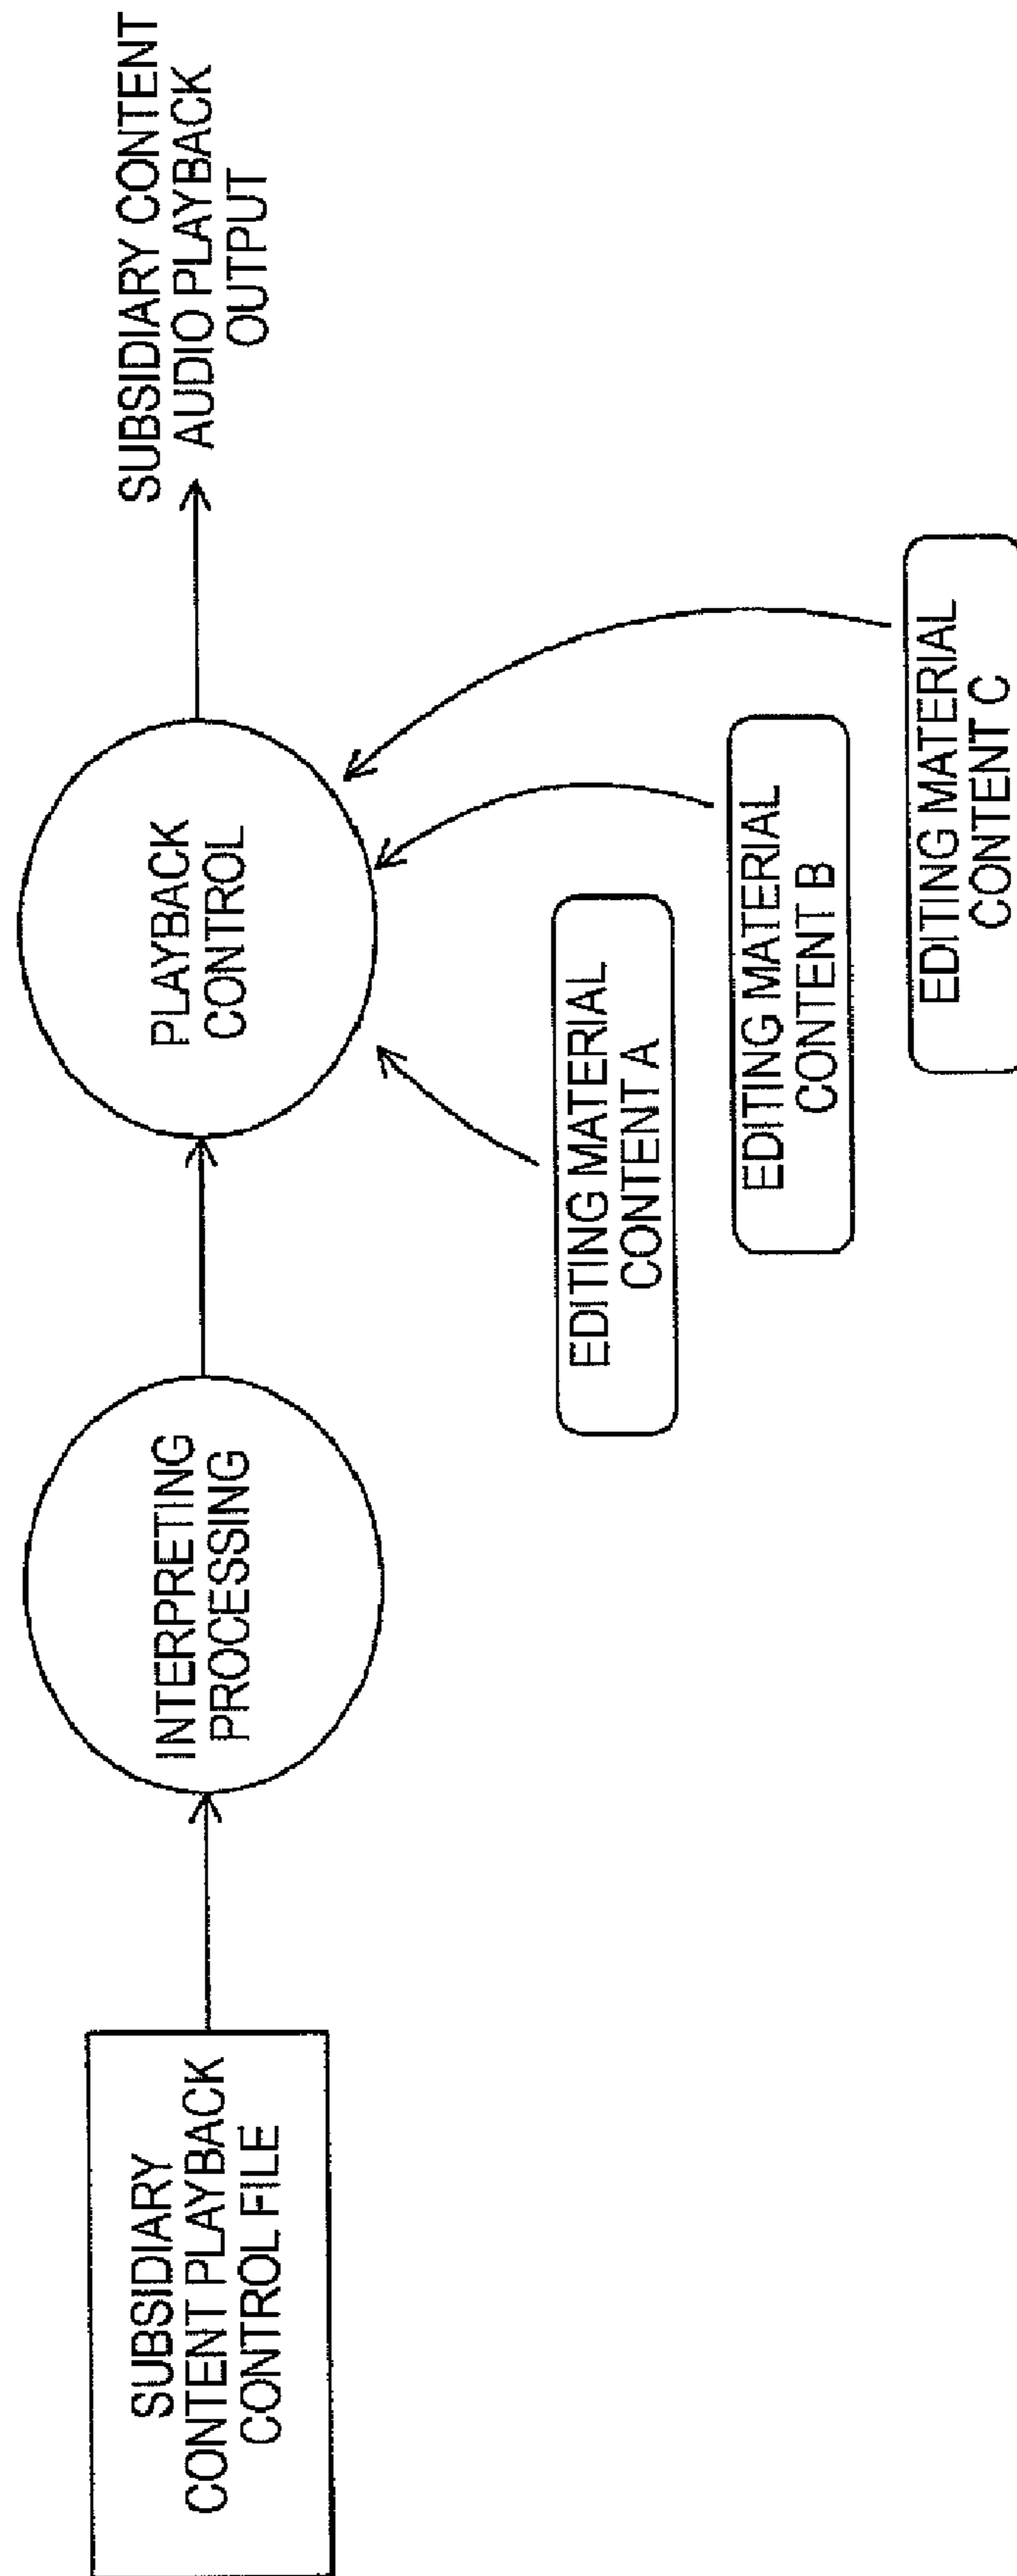 SUBSIDIARY
CONTENT PLAYBACK
CONTROL FILE
INTERPRETING
PROCESSING
PLAYBACK
CONTROL
SUBSIDIARY CONTENT
AUDIO PLAYBACK
OUTPUT
EDITING MATERIAL
CONTENT A
EDITING MATERIAL
CONTENT B
EDITING MATERIAL
CONTENT C